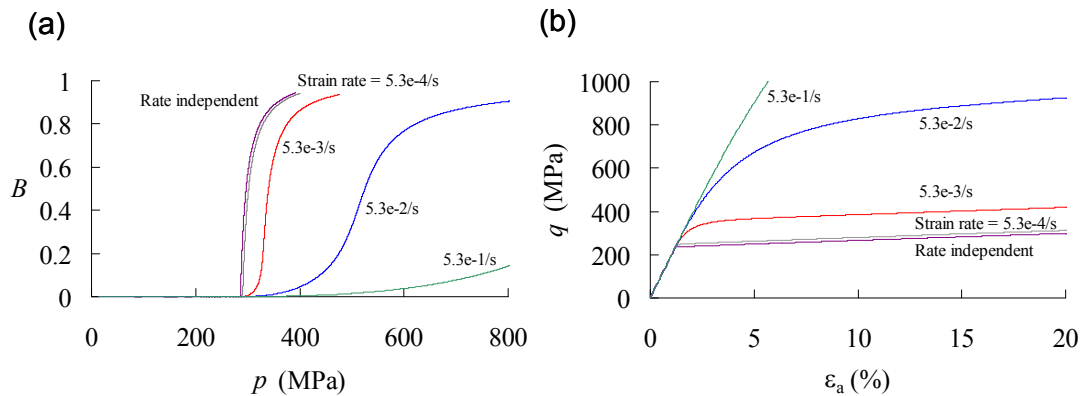 (a)
1
0.8
0.6
0.4
0.2
0
B
Rate independent
Strain rate = 5.3e-4/s
5.3e-3/s
5.3e-2/s
5.3e-1/s
0 200 400 600 800
p (MPa)
(b)
1000
800
600
400
200
0
q (MPa)
5.3e-1/s
5.3e-2/s
5.3e-3/s
Strain rate = 5.3e-4/s
Rate independent
0 5 10 15 20
εa (%)